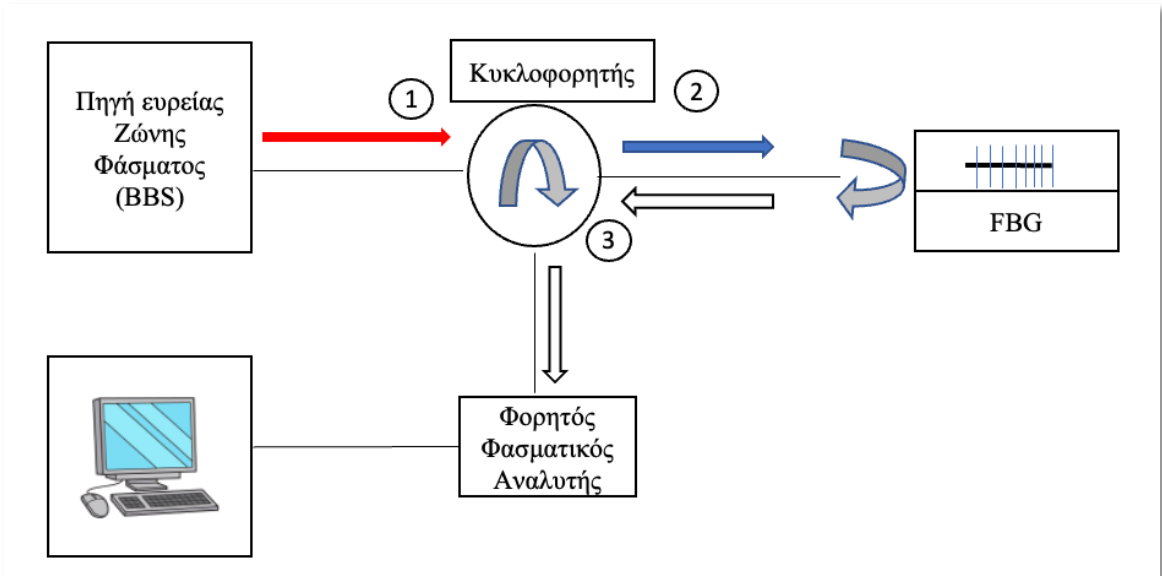 Πηγή ευρείας
Ζώνης
Φάσματος
(BBS)
1
Κυκλοφορητής
2
3
FBG
Φορητός
Φασματικός
Αναλυτής